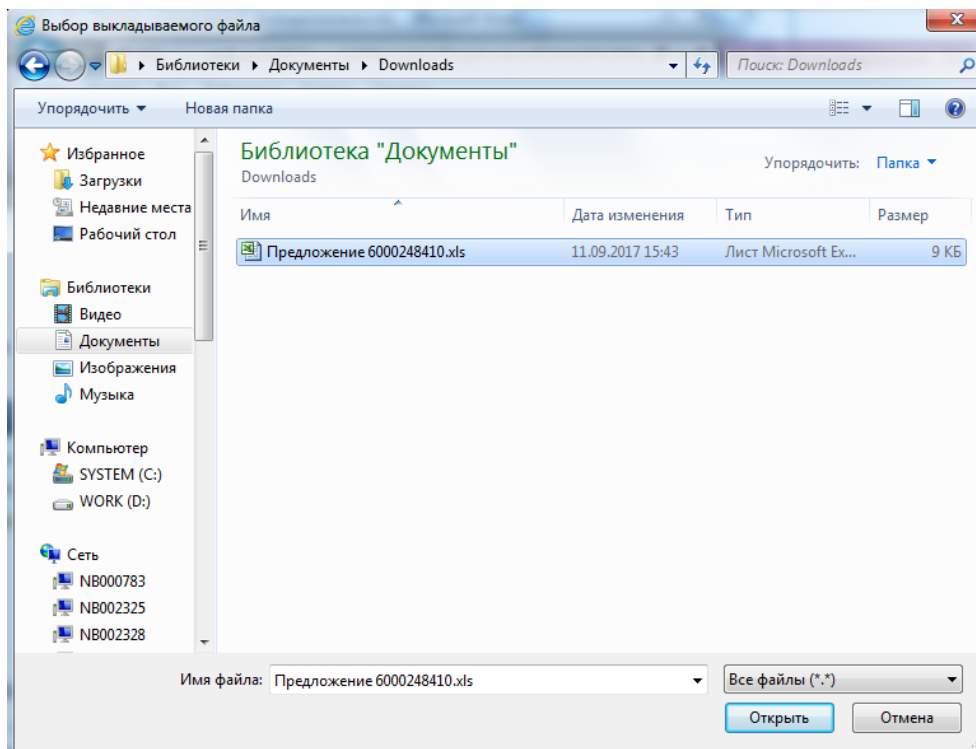 Выбор выкладываемого файла
Библиотеки Документы Downloads
Поиск: Downloads
Упорядочить Новая папка
Избранное
Загрузки
Недавние места
Рабочий стол
Библиотеки
Видео
Документы
Изображения
Музыка
Компьютер
SYSTEM (C:)
WORK (D:)
Сеть
NB000783
NB002325
NB002328
Библиотека "Документы"
Downloads
Упорядочить: Папка
Имя Дата изменения Тип Размер
Предложение 6000248410.xls 11.09.2017 15:43 Лист Microsoft Ex... 9 КБ
Имя файла: Предложение 6000248410.xls
Все файлы (*.*)
Открыть Отмена